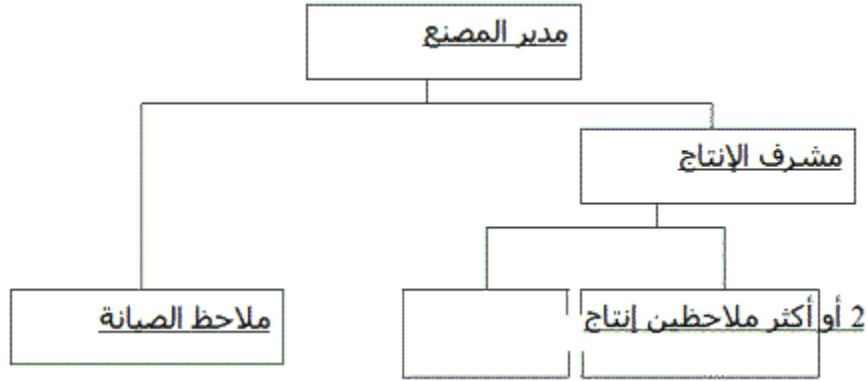 مدير المصنع
مشرف الإنتاج
2 أو أكثر ملاحظين إنتاج
ملاحظ الصيانة